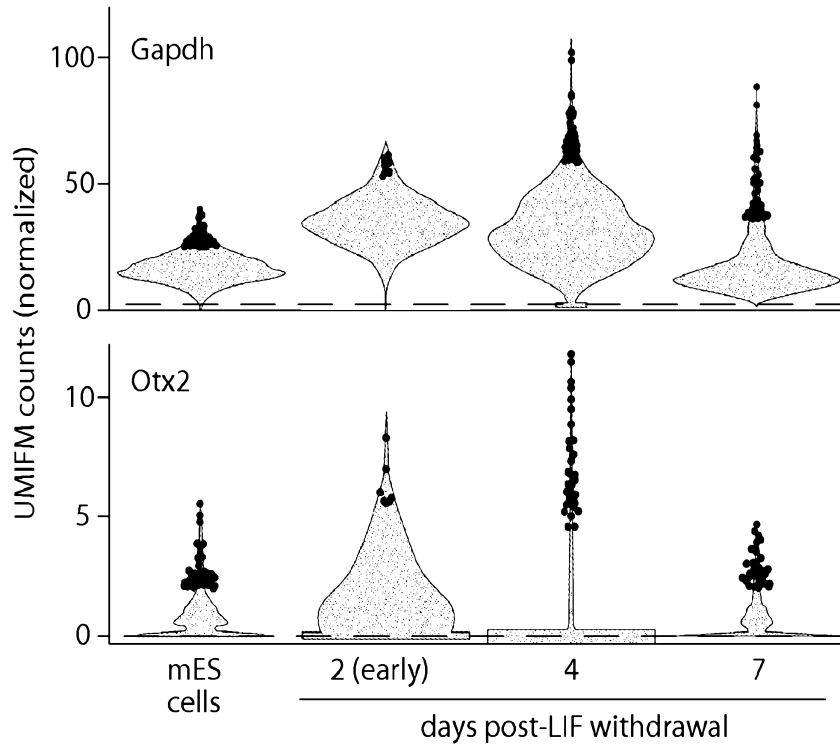 Gapdh
100
50
0
UMIFM counts (normalized)
Otx2
10
5
0
mES cells
2 (early)
4
7
days post-LIF withdrawal